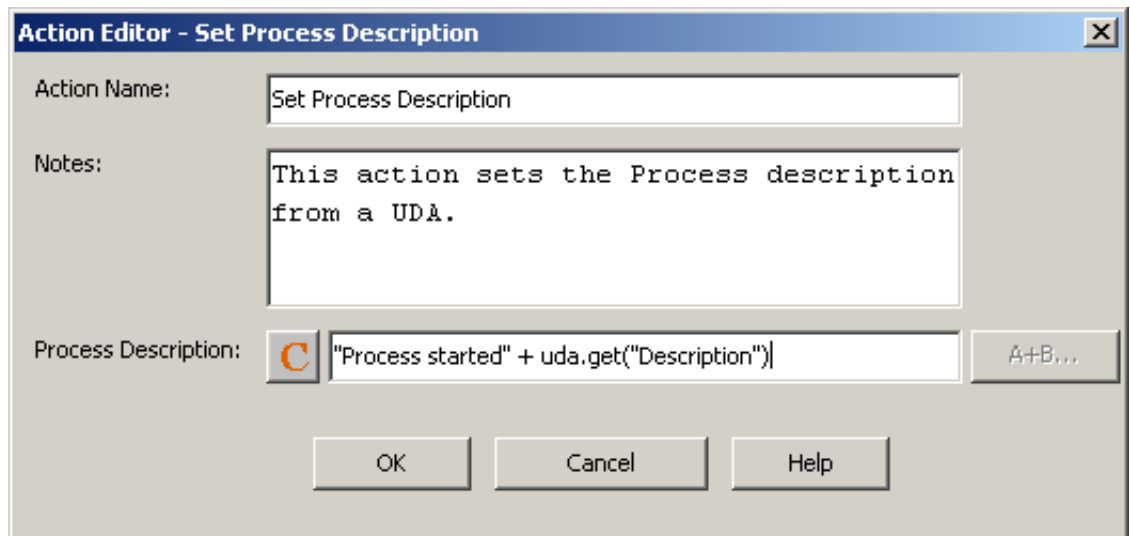 Action Editor - Set Process Description
Action Name:
Set Process Description
Notes:
This action sets the Process description
from a UDA.
Process Description:
C
"Process started" + uda.get("Description")
A+B...
OK
Cancel
Help